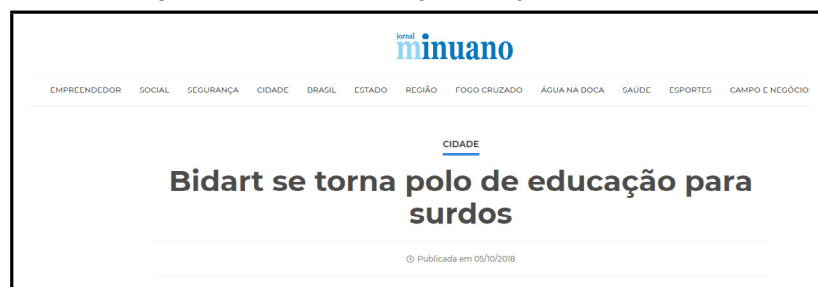 jornal
minuano
EMPREENDEDOR SOCIAL SEGURANÇA CIDADE BRASIL ESTADO REGIÃO FOGO CRUZADO ÁGUA NA BOCA SAÚDE ESPORTES CAMPO E NEGÓCIO
CIDADE
Bidart se torna polo de educação para
surdos
Publicada em 05/10/2018